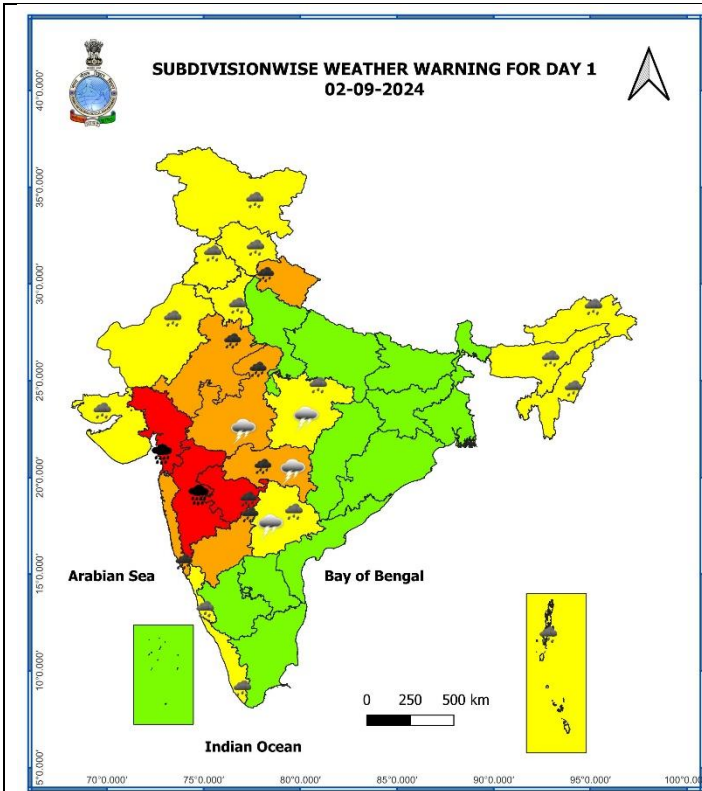 SUBDIVISIONWISE WEATHER WARNING FOR DAY 1
02-09-2024
40°0.000'
35°0.000'
30°0.000'
25°0.000'
20°0.000'
15°0.000'
10°0.000'
5°0.000'
Arabian Sea
Bay of Bengal
0 250 500 km
Indian Ocean
70°0.000' 75°0.000' 80°0.000' 85°0.000' 90°0.000' 95°0.000' 100°0.00